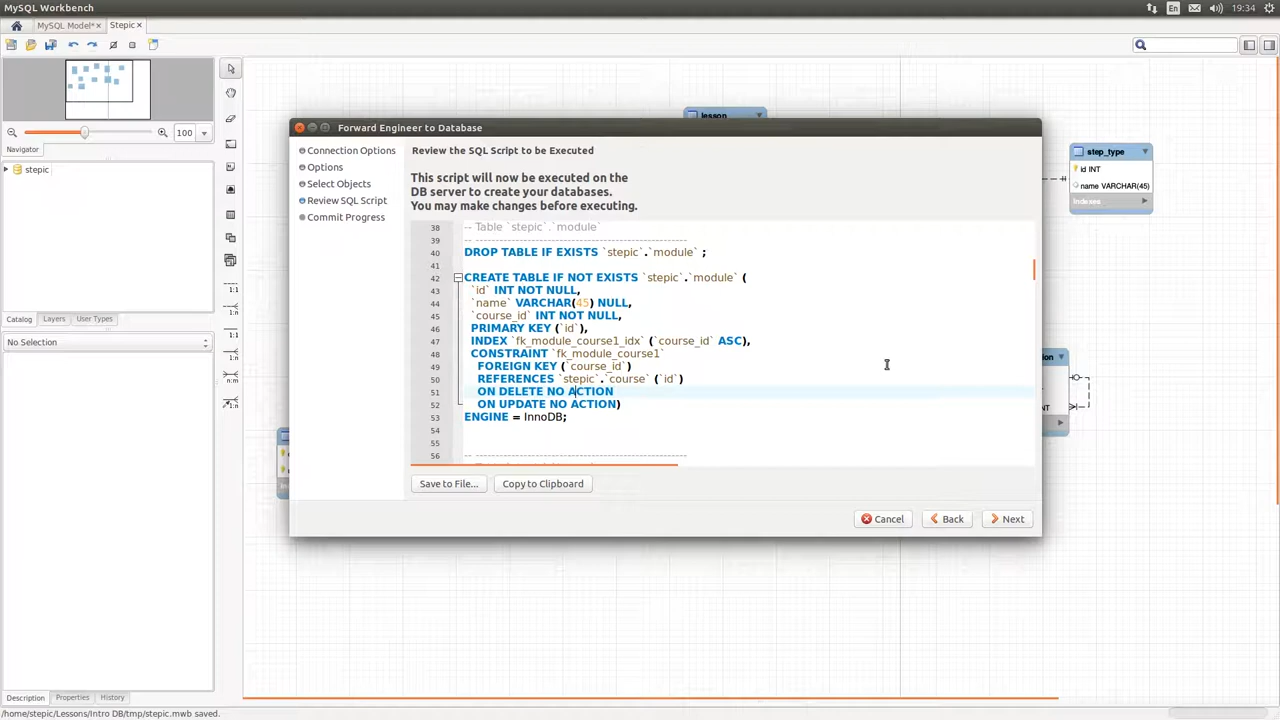 MySQL Workbench
En
19:34
MySQL Model*×
Stepic×
100
Navigator
stepic
Catalog
Layers
User Types
No Selection
Description
Properties
History
/home/stepic/Lessons/Intro DB/tmp/stepic.mwb saved.
1:1
1:n
1:1
1:n
n:m
1:n
lesson
step_type
id INT
name VARCHAR(45)
Indexes
Forward Engineer to Database
Connection Options
Options
Select Objects
Review SQL Script
Commit Progress
Review the SQL Script to be Executed
This script will now be executed on the
DB server to create your databases.
You may make changes before executing.
38 -- Table `stepic`.`module`
39 -- -----------------------------------------------------
40 DROP TABLE IF EXISTS `stepic`.`module` ;
41
42 CREATE TABLE IF NOT EXISTS `stepic`.`module` (
43 `id` INT NOT NULL,
44 `name` VARCHAR(45) NULL,
45 `course_id` INT NOT NULL,
46 PRIMARY KEY (`id`),
47 INDEX `fk_module_course1_idx` (`course_id` ASC),
48 CONSTRAINT `fk_module_course1`
49 FOREIGN KEY (`course_id`)
50 REFERENCES `stepic`.`course` (`id`)
51 ON DELETE NO ACTION
52 ON UPDATE NO ACTION)
53 ENGINE = InnoDB;
54
55
56 -- -----------------------------------------------------
Save to File...
Copy to Clipboard
Cancel
Back
Next